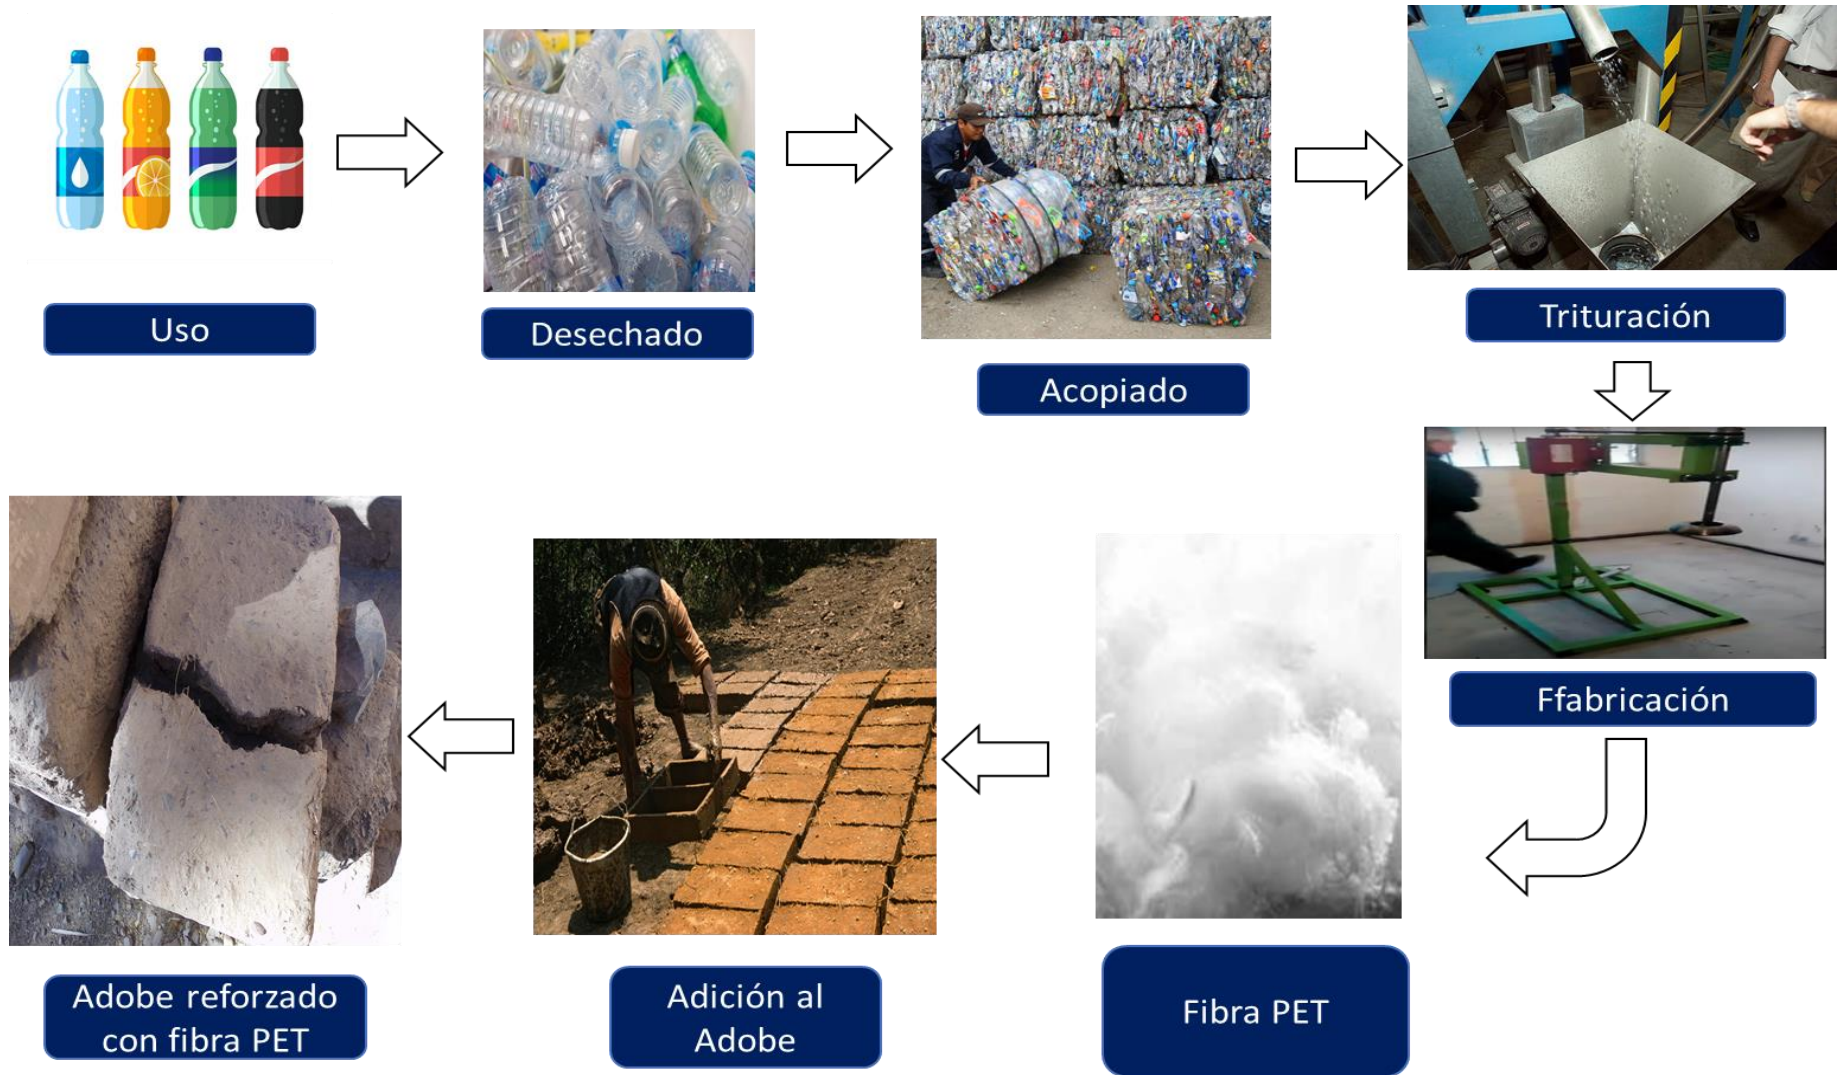 Uso
Desechado
Acopiado
Trituración
Ffabricación
Fibra PET
Adición al
Adobe
Adobe reforzado
con fibra PET